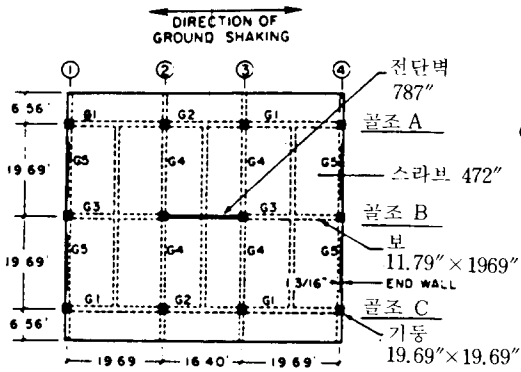 DIRECTION OF
GROUND SHAKING
1 2 3 4
전단벽
787″
6.56′
G1 G2 G1
골조 A
19.69′
G5 G4 G4 G5
스라브 472″
G3 G3
골조 B
보
11.79″×1969″
19.69′
G5 G4 G4 G5
1 3/16″
END WALL
G1 G2 G1
골조 C
6.56′
기둥
19.69″×19.69″
19.69 16.40′ 19.69′